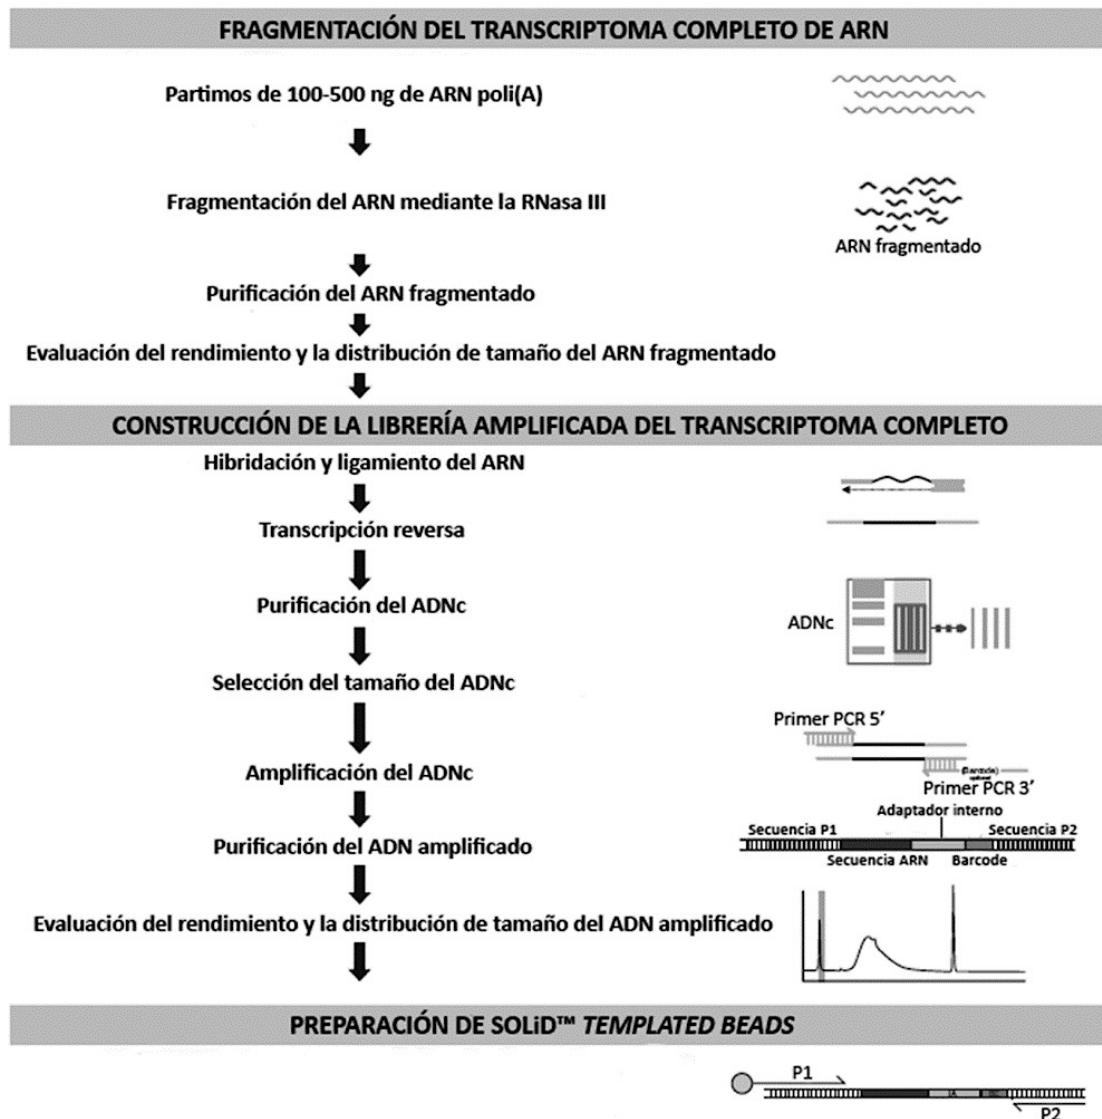 FRAGMENTACIÓN DEL TRANSCRIPTOMA COMPLETO DE ARN
Partimos de 100-500 ng de ARN poli(A)
Fragmentación del ARN mediante la RNasa III
ARN fragmentado
Purificación del ARN fragmentado
Evaluación del rendimiento y la distribución de tamaño del ARN fragmentado
CONSTRUCCIÓN DE LA LIBRERÍA AMPLIFICADA DEL TRANSCRIPTOMA COMPLETO
Hibridación y ligamiento del ARN
Transcripción reversa
Purificación del ADNc
ADNc
Selección del tamaño del ADNc
Primer PCR 5′
Amplificación del ADNc
(Barcode)
Primer PCR 3′
Adaptador interno
Secuencia P1
Secuencia P2
Purificación del ADN amplificado
Secuencia ARN
Barcode
Evaluación del rendimiento y la distribución de tamaño del ADN amplificado
PREPARACIÓN DE SOLiD™ TEMPLATED BEADS
P1
P2